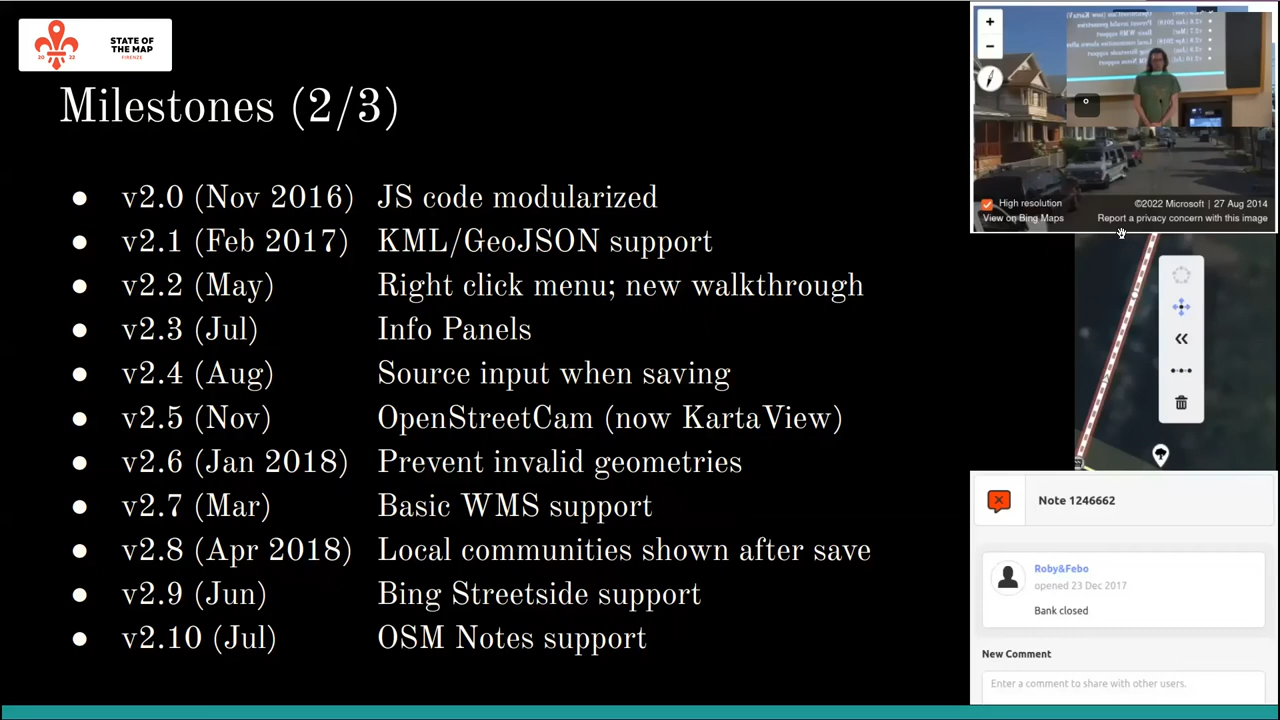 STATE OF
THE MAP
FIRENZE
20 22
Milestones (2/3)
● v2.0 (Nov 2016) JS code modularized
● v2.1 (Feb 2017) KML/GeoJSON support
● v2.2 (May) Right click menu; new walkthrough
● v2.3 (Jul) Info Panels
● v2.4 (Aug) Source input when saving
● v2.5 (Nov) OpenStreetCam (now KartaView)
● v2.6 (Jan 2018) Prevent invalid geometries
● v2.7 (Mar) Basic WMS support
● v2.8 (Apr 2018) Local communities shown after save
● v2.9 (Jun) Bing Streetside support
● v2.10 (Jul) OSM Notes support
High resolution
©2022 Microsoft | 27 Aug 2014
View on Bing Maps
Report a privacy concern with this image
Note 1246662
Roby&Febo
opened 23 Dec 2017
Bank closed
New Comment
Enter a comment to share with other users.